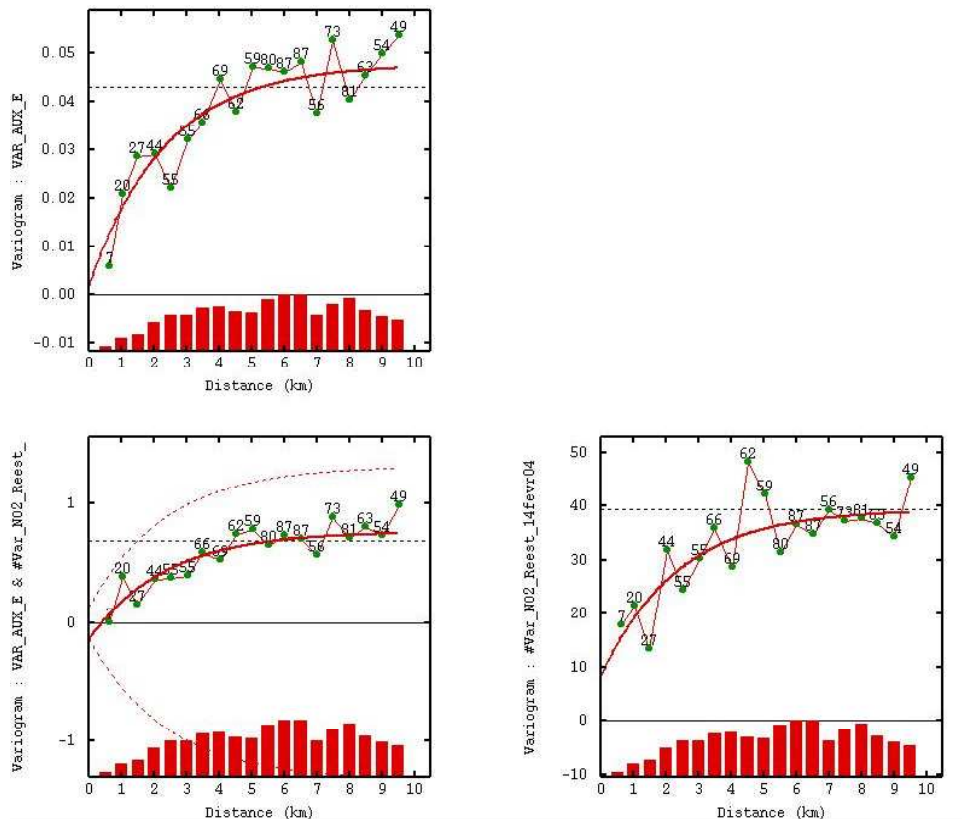 Variogram : VAR_AUX_E
0.05
0.04
0.03
0.02
0.01
0.00
-0.01
7 20 27 44 55 55 66 69 62 59 80 87 87 56 73 81 63 54 49
0 1 2 3 4 5 6 7 8 9 10
Distance (km)
Variogram : VAR_AUX_E & #Var_NO2_Reest_
1
0
-1
20 27 44 55 55 66 69 62 59 80 87 87 56 73 81 63 54 49
0 1 2 3 4 5 6 7 8 9 10
Distance (km)
Variogram : #Var_NO2_Reest_14fevr04
50
40
30
20
10
0
-10
7 20 27 44 55 55 66 69 62 59 80 87 87 56 73 81 63 54 49
0 1 2 3 4 5 6 7 8 9 10
Distance (km)